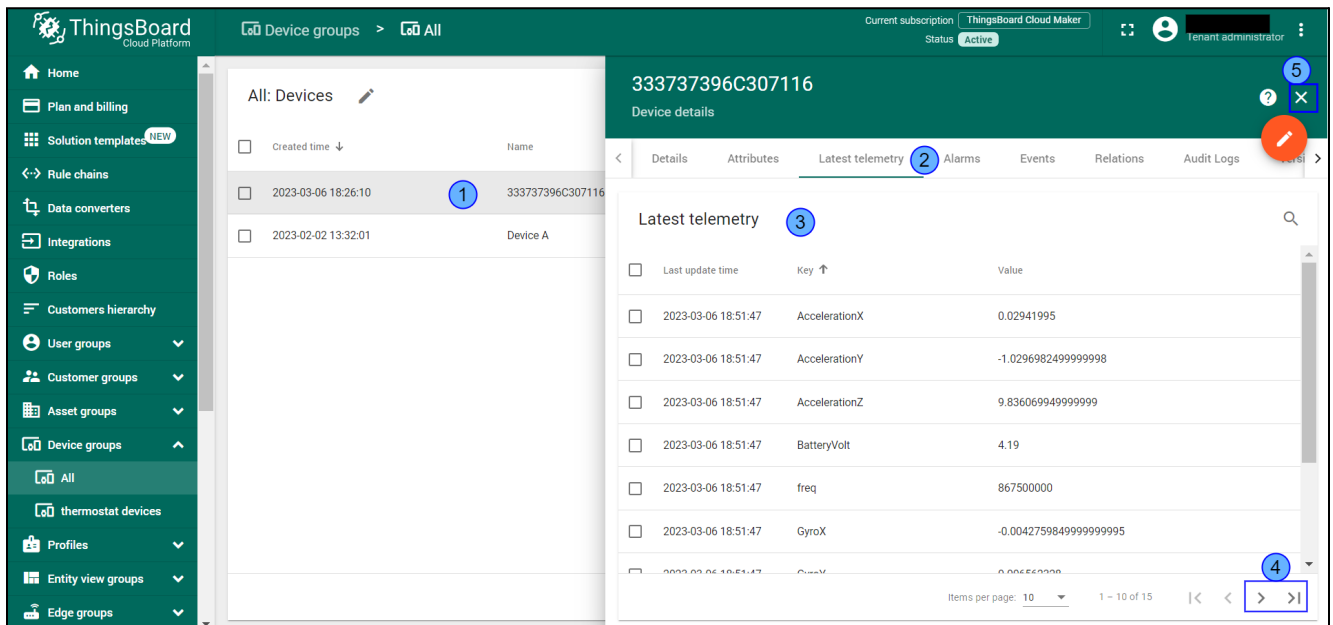 ThingsBoard
Cloud Platform
Device groups > All
Current subscription ThingsBoard Cloud Maker
Status Active
Tenant administrator
Home
Plan and billing
Solution templates NEW
Rule chains
Data converters
Integrations
Roles
Customers hierarchy
User groups
Customer groups
Asset groups
Device groups
All
thermostat devices
Profiles
Entity view groups
Edge groups
All: Devices
Created time Name
2023-03-06 18:26:10 1 333737396C307116
2023-02-02 13:32:01 Device A
333737396C307116
Device details
5
Details Attributes Latest telemetry 2 Alarms Events Relations Audit Logs
Latest telemetry 3
Last update time Key Value
2023-03-06 18:51:47 AccelerationX 0.02941995
2023-03-06 18:51:47 AccelerationY -1.0296982499999998
2023-03-06 18:51:47 AccelerationZ 9.836069949999999
2023-03-06 18:51:47 BatteryVolt 4.19
2023-03-06 18:51:47 freq 867500000
2023-03-06 18:51:47 GyroX -0.0042759849999999995
4
Items per page: 10 1 – 10 of 15